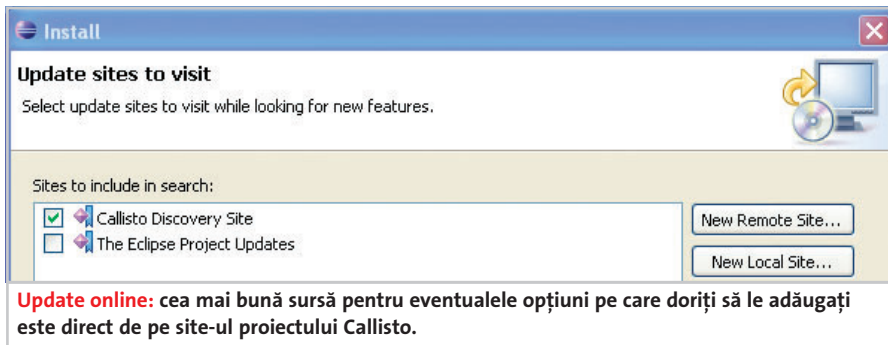 Install
Update sites to visit
Select update sites to visit while looking for new features.
Sites to include in search:
Callisto Discovery Site
The Eclipse Project Updates
New Remote Site...
New Local Site...
Update online: cea mai bună sursă pentru eventualele opțiuni pe care doriți să le adăugați
este direct de pe site-ul proiectului Callisto.